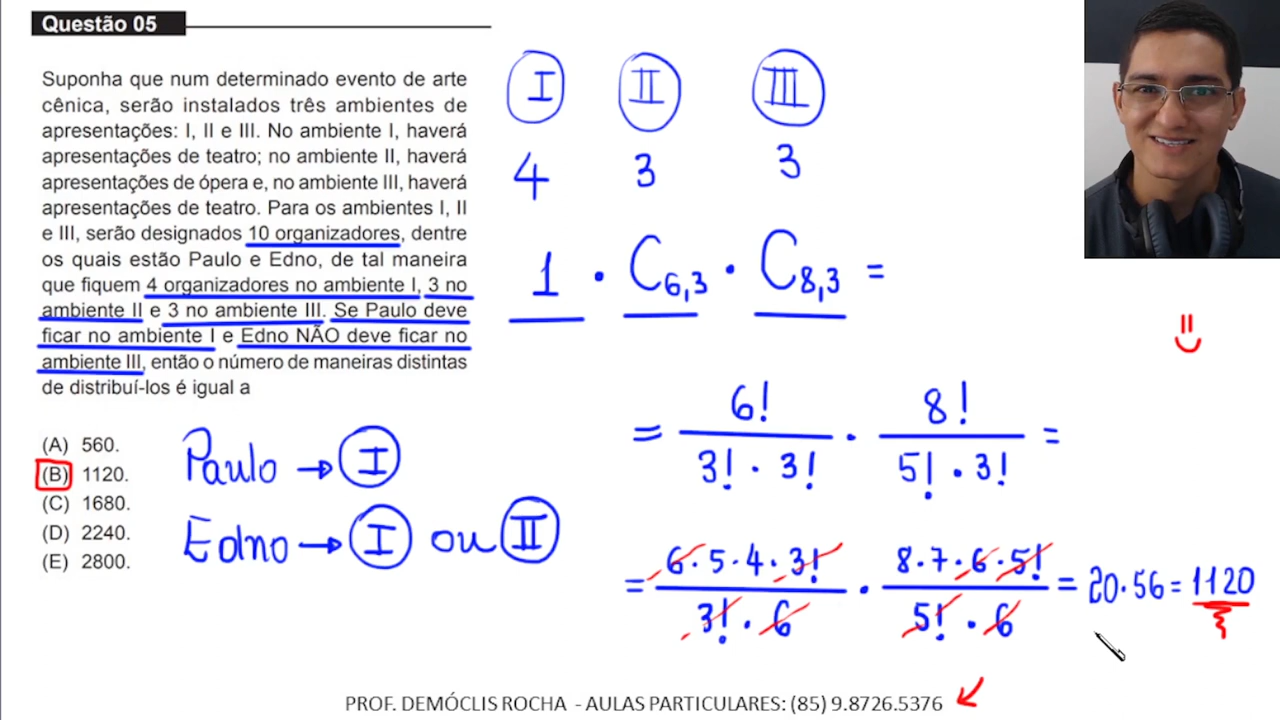 Questão 05
Suponha que num determinado evento de arte
cênica, serão instalados três ambientes de
apresentações: I, II e III. No ambiente I, haverá
apresentações de teatro; no ambiente II, haverá
apresentações de ópera e, no ambiente III, haverá
apresentações de teatro. Para os ambientes I, II
e III, serão designados 10 organizadores, dentre
os quais estão Paulo e Edno, de tal maneira
que fiquem 4 organizadores no ambiente I, 3 no
ambiente II e 3 no ambiente III. Se Paulo deve
ficar no ambiente I e Edno NÃO deve ficar no
ambiente III, então o número de maneiras distintas
de distribuí-los é igual a
(A) 560.
(B) 1120.
(C) 1680.
(D) 2240.
(E) 2800.
Paulo → I
Edno → I ou II
I II III
4 3 3
1 · C6,3 · C8,3 =
= 6! / 3! · 3! · 8! / 5! · 3! =
= 6 · 5 · 4 · 3! / 3! · 6 · 8 · 7 · 6 · 5! / 5! · 6 = 20 · 56 = 1120
PROF. DEMÓCLIS ROCHA - AULAS PARTICULARES: (85) 9.8726.5376